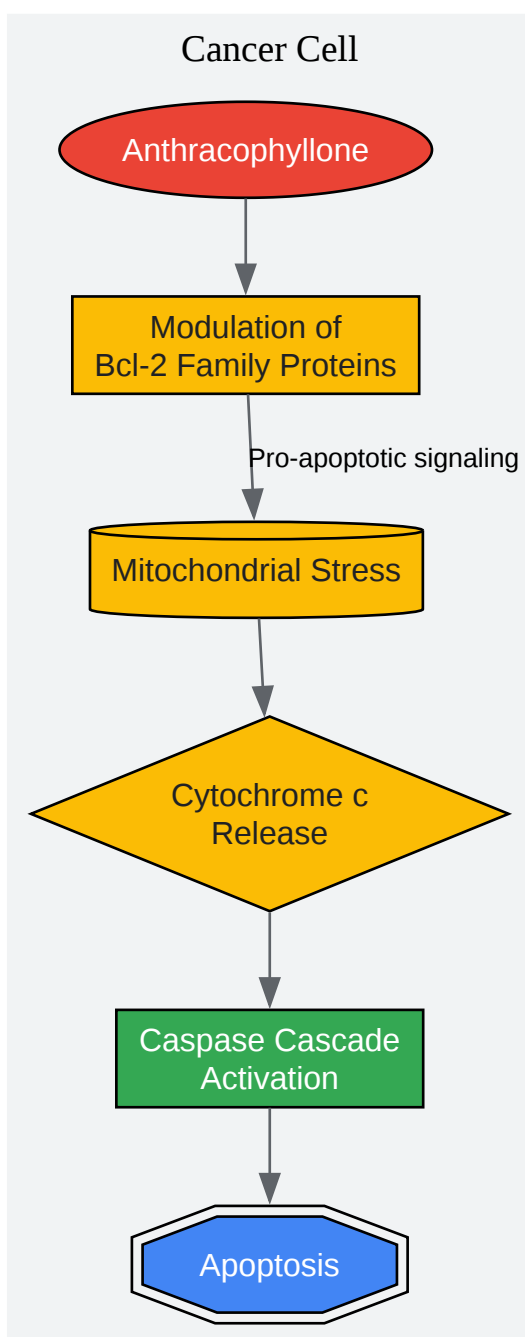 Cancer Cell
Anthracophyllone
Modulation of
Bcl-2 Family Proteins
Pro-apoptotic signaling
Mitochondrial Stress
Cytochrome c
Release
Caspase Cascade
Activation
Apoptosis